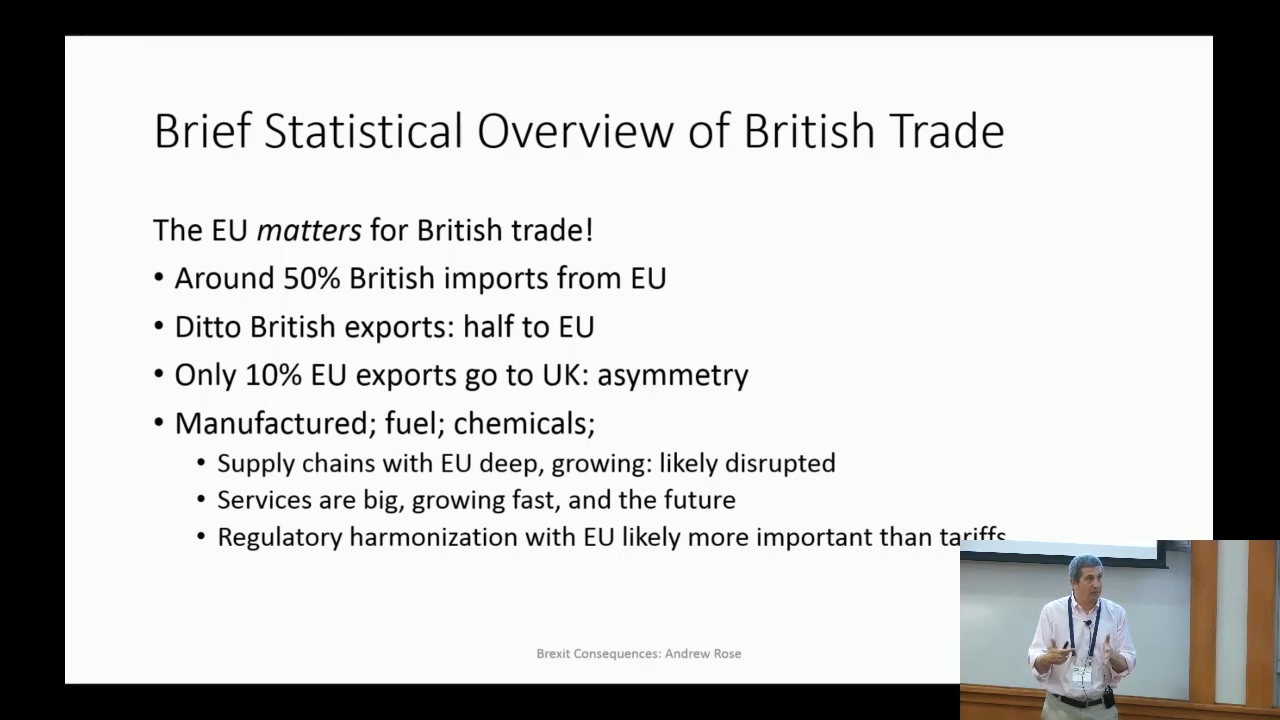 Brief Statistical Overview of British Trade
The EU matters for British trade!
• Around 50% British imports from EU
• Ditto British exports: half to EU
• Only 10% EU exports go to UK: asymmetry
• Manufactured; fuel; chemicals;
• Supply chains with EU deep, growing: likely disrupted
• Services are big, growing fast, and the future
• Regulatory harmonization with EU likely more important than tariffs
Brexit Consequences: Andrew Rose